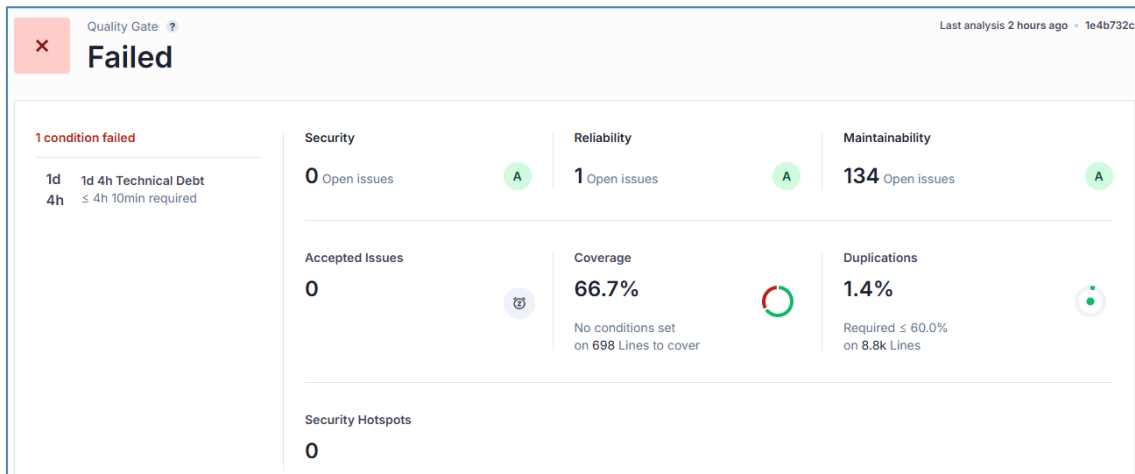 Quality Gate ?
Failed
Last analysis 2 hours ago • 1e4b732c
1 condition failed
1d 4h
1d 4h Technical Debt
≤ 4h 10min required
Security
0 Open issues
A
Reliability
1 Open issues
A
Maintainability
134 Open issues
A
Accepted Issues
0
Coverage
66.7%
No conditions set
on 698 Lines to cover
Duplications
1.4%
Required ≤ 60.0%
on 8.8k Lines
Security Hotspots
0